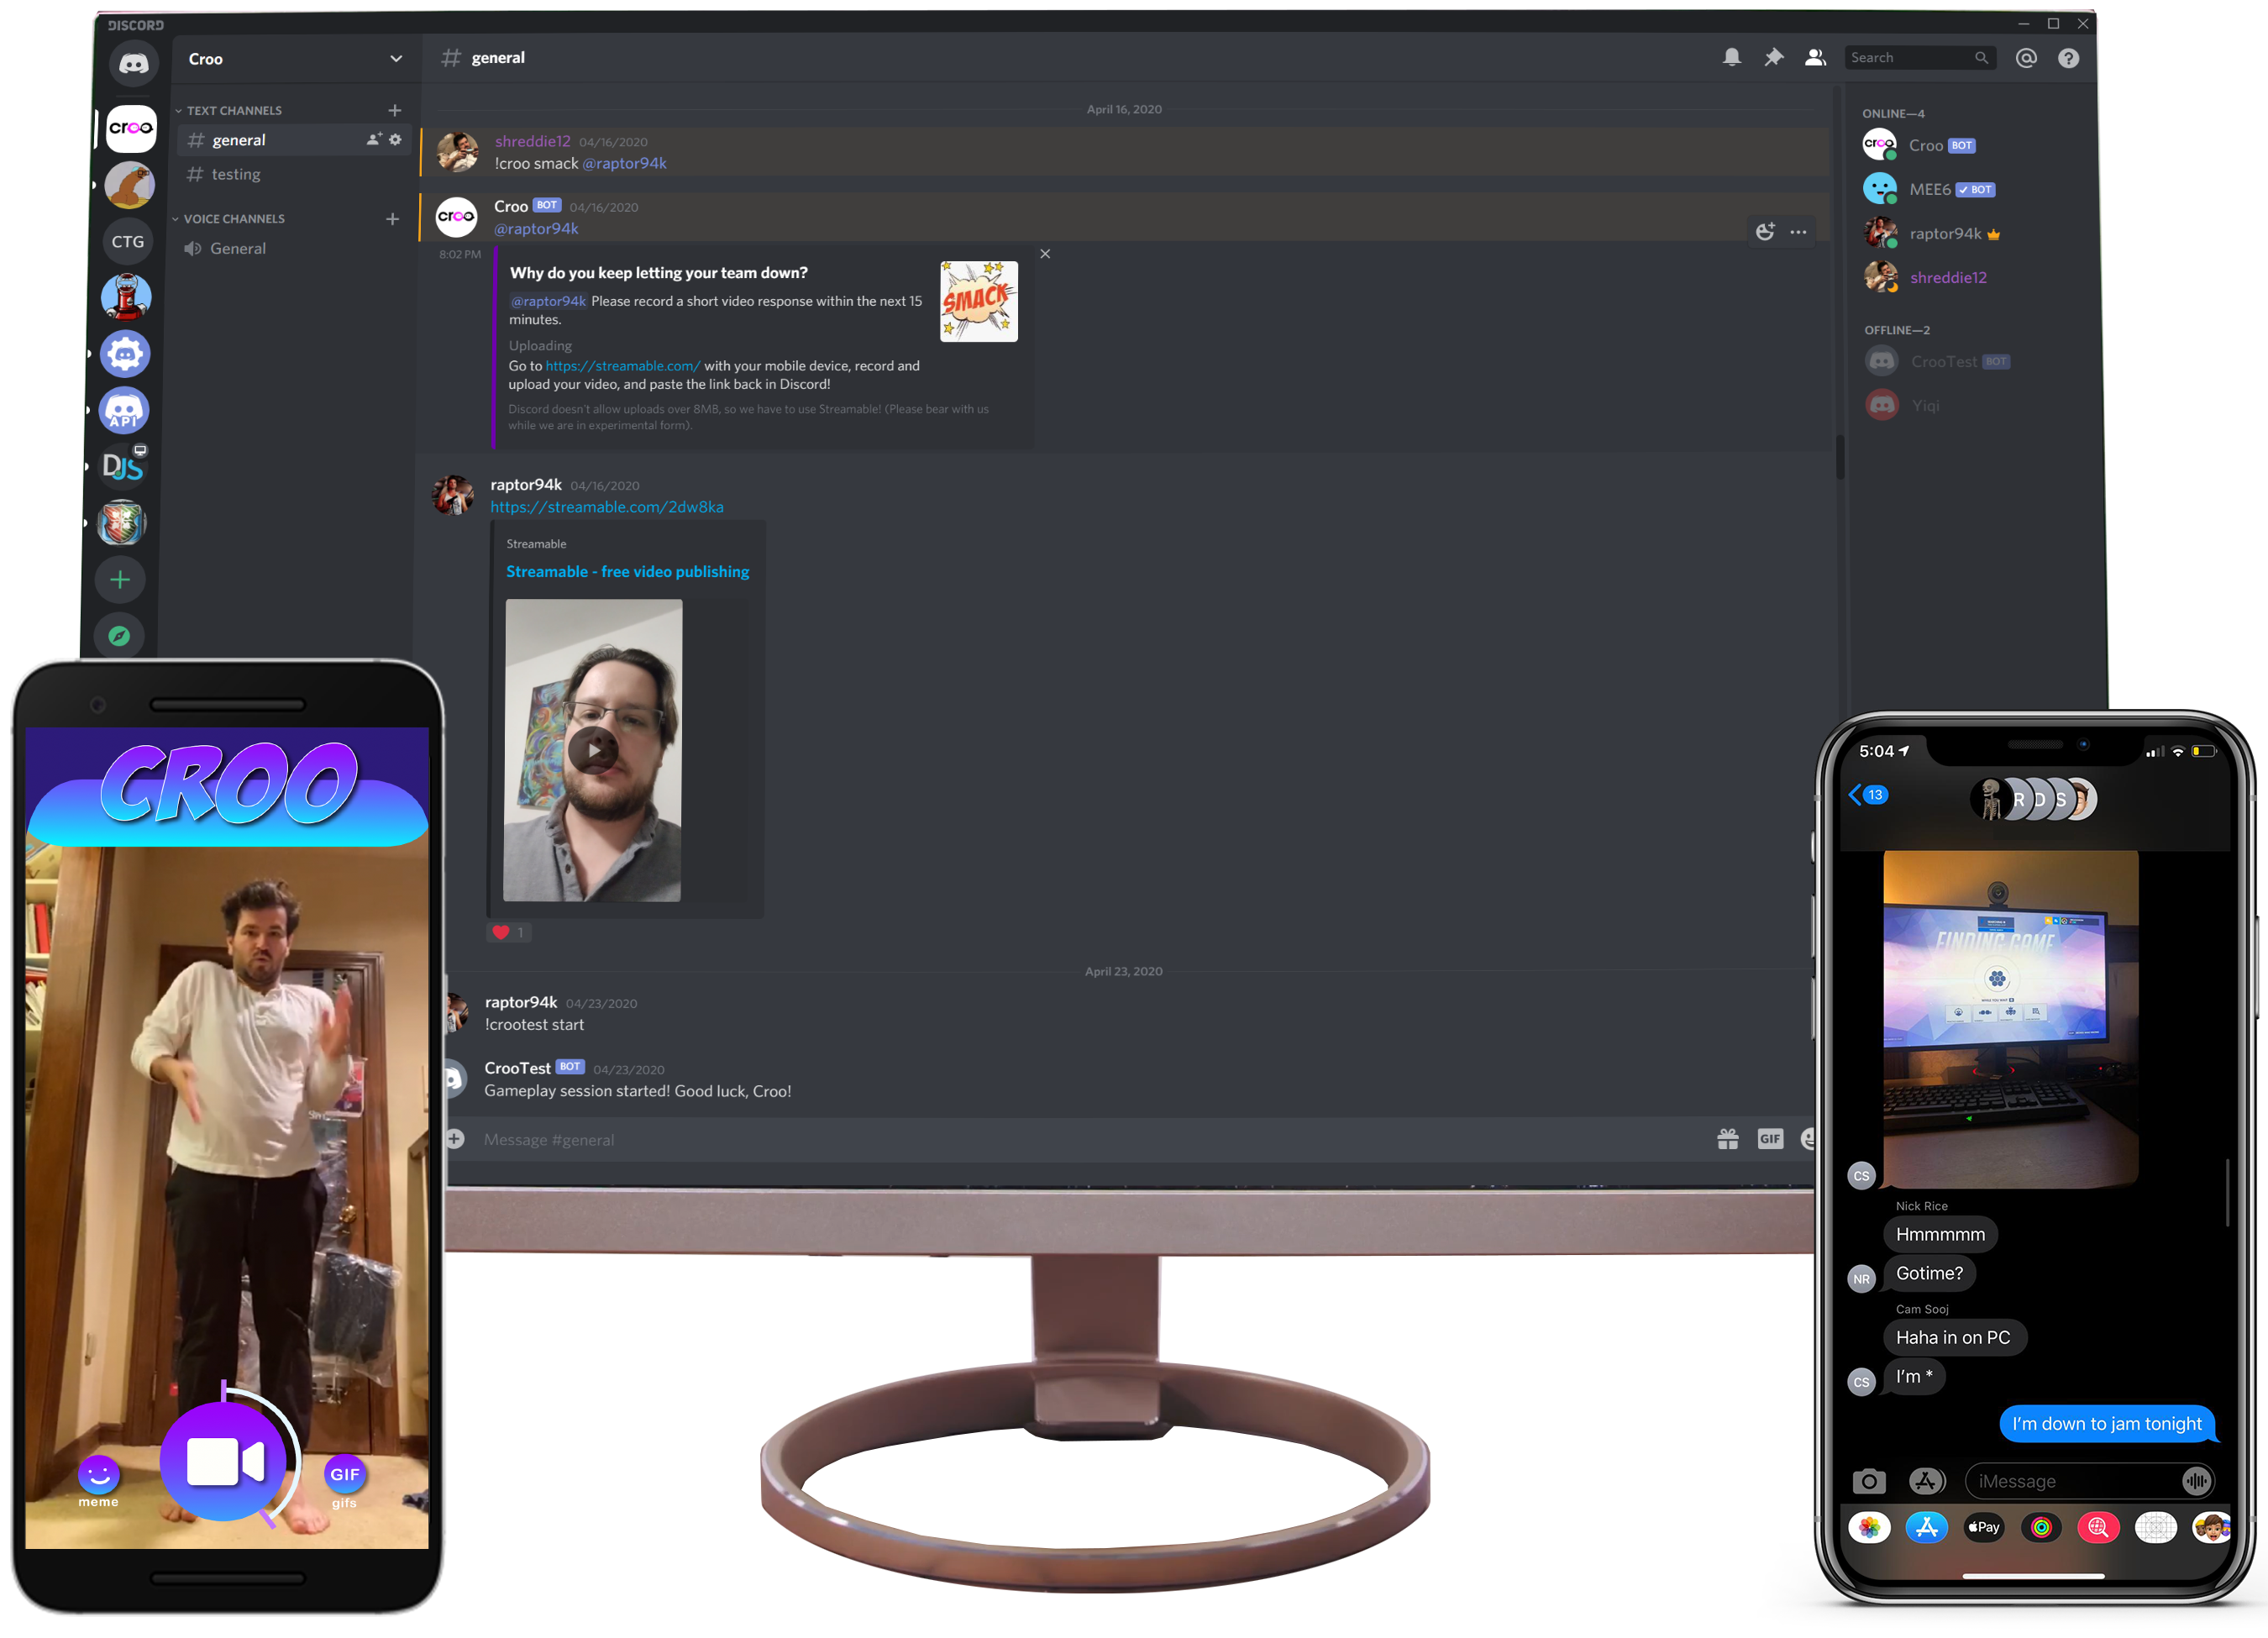 DISCORD
Croo
# general
Search
TEXT CHANNELS
# general
# testing
VOICE CHANNELS
General
croo
CTG
API
DJS
April 16, 2020
shreddie12 04/16/2020
!croo smack @raptor94k
croo
Croo BOT 04/16/2020
@raptor94k
8:02 PM
Why do you keep letting your team down?
@raptor94k Please record a short video response within the next 15
minutes.
SMACK
Uploading
Go to https://streamable.com/ with your mobile device, record and
upload your video, and paste the link back in Discord!
Discord doesn't allow uploads over 8MB, so we have to use Streamable! (Please bear with us
while we are in experimental form).
raptor94k 04/16/2020
https://streamable.com/2dw8ka
Streamable
Streamable - free video publishing
1
April 23, 2020
raptor94k 04/23/2020
!crootest start
CrooTest BOT 04/23/2020
Gameplay session started! Good luck, Croo!
Message #general
GIF
ONLINE—4
croo
Croo BOT
MEE6 BOT
raptor94k
shreddie12
OFFLINE—2
CrooTest BOT
Yiqi
CROO
meme
GIF
gifs
5:04
13
R D S
FINDING GAME
CS
Nick Rice
Hmmmmm
NR
Gotime?
Cam Sooj
Haha in on PC
CS
I'm *
I'm down to jam tonight
iMessage
Pay